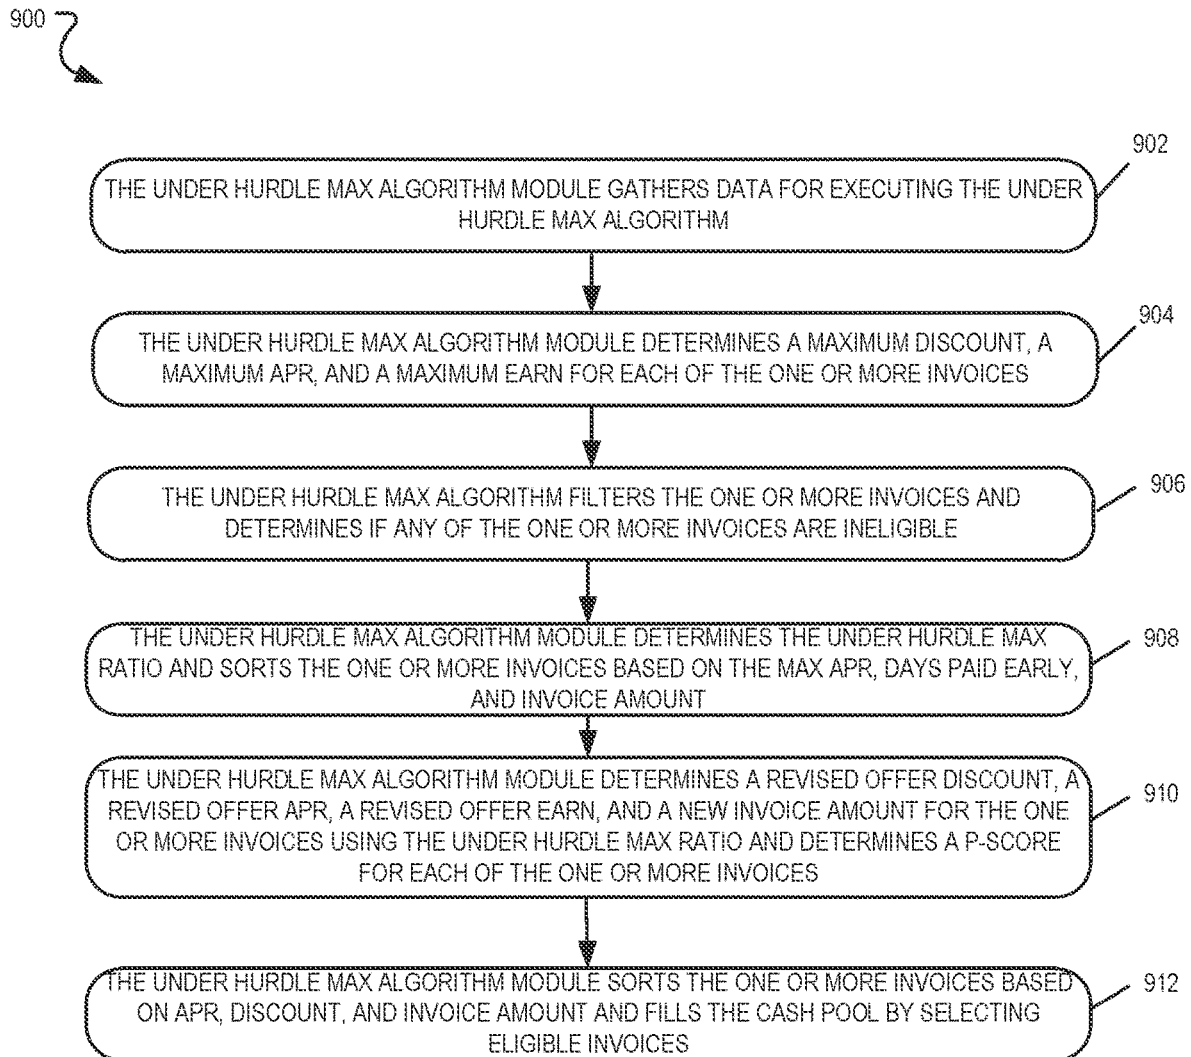 900
902
THE UNDER HURDLE MAX ALGORITHM MODULE GATHERS DATA FOR EXECUTING THE UNDER
HURDLE MAX ALGORITHM
904
THE UNDER HURDLE MAX ALGORITHM MODULE DETERMINES A MAXIMUM DISCOUNT, A
MAXIMUM APR, AND A MAXIMUM EARN FOR EACH OF THE ONE OR MORE INVOICES
906
THE UNDER HURDLE MAX ALGORITHM FILTERS THE ONE OR MORE INVOICES AND
DETERMINES IF ANY OF THE ONE OR MORE INVOICES ARE INELIGIBLE
908
THE UNDER HURDLE MAX ALGORITHM MODULE DETERMINES THE UNDER HURDLE MAX
RATIO AND SORTS THE ONE OR MORE INVOICES BASED ON THE MAX APR, DAYS PAID EARLY,
AND INVOICE AMOUNT
910
THE UNDER HURDLE MAX ALGORITHM MODULE DETERMINES A REVISED OFFER DISCOUNT, A
REVISED OFFER APR, A REVISED OFFER EARN, AND A NEW INVOICE AMOUNT FOR THE ONE
OR MORE INVOICES USING THE UNDER HURDLE MAX RATIO AND DETERMINES A P-SCORE
FOR EACH OF THE ONE OR MORE INVOICES
912
THE UNDER HURDLE MAX ALGORITHM MODULE SORTS THE ONE OR MORE INVOICES BASED
ON APR, DISCOUNT, AND INVOICE AMOUNT AND FILLS THE CASH POOL BY SELECTING
ELIGIBLE INVOICES